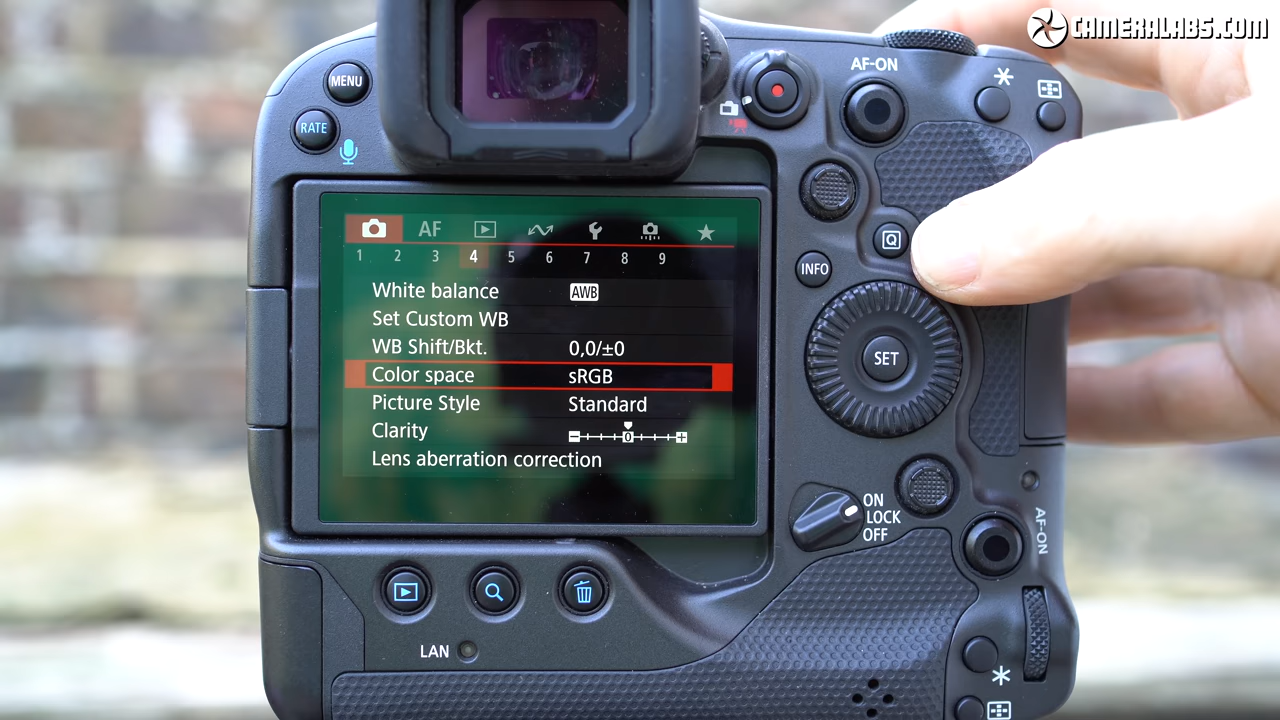 CAMERALABS.COM
AF-ON
MENU
RATE
Q
INFO
AF
1 2 3 4 5 6 7 8 9
White balance AWB
Set Custom WB
WB Shift/Bkt. 0,0/±0
Color space sRGB
Picture Style Standard
Clarity 0
Lens aberration correction
SET
ON
LOCK
OFF
AF-ON
LAN